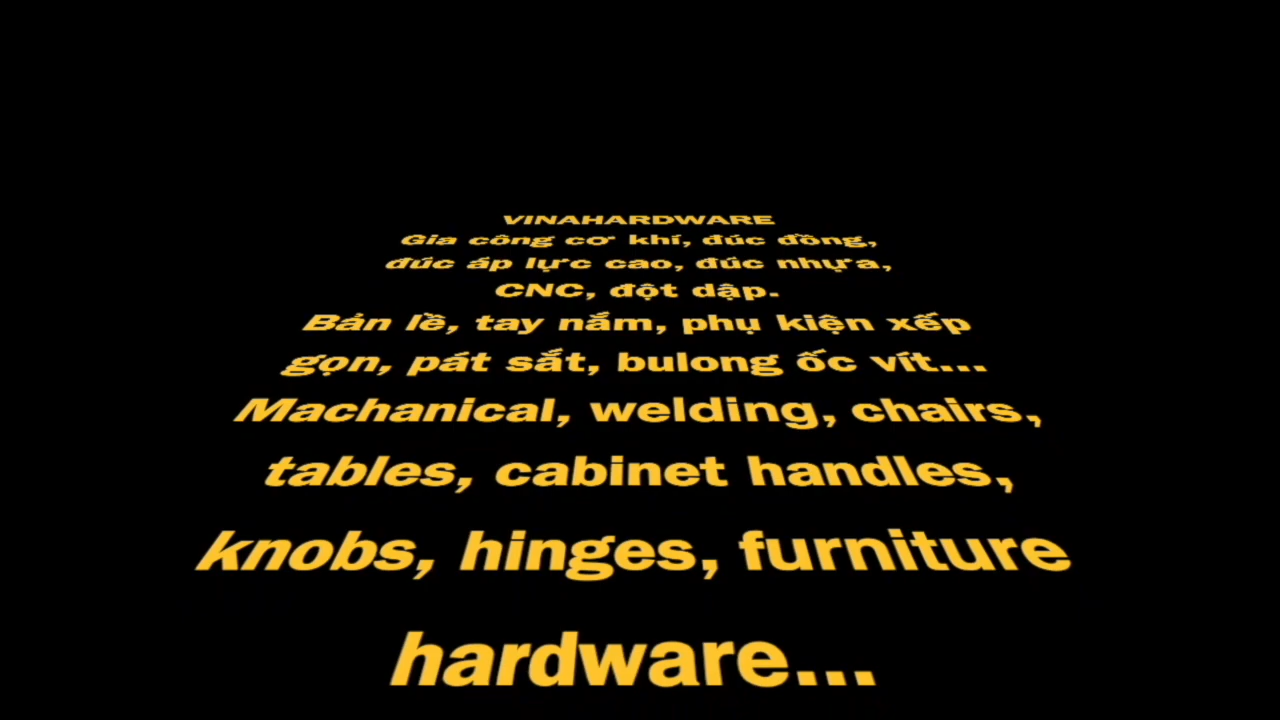 VINAHARDWARE
Gia công cơ khí, đúc đồng,
đúc áp lực cao, đúc nhựa,
CNC, đột dập.
Bản lề, tay nắm, phụ kiện xếp
gọn, pát sắt, bulong ốc vít...
Machanical, welding, chairs,
tables, cabinet handles,
knobs, hinges, furniture
hardware...